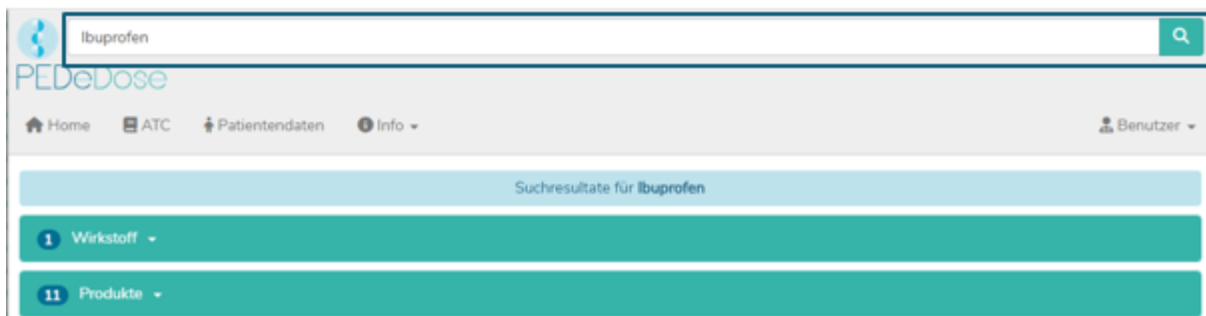 Ibuprofen
PEDeDose
Home ATC Patientendaten Info Benutzer
Suchresultate für Ibuprofen
1 Wirkstoff
11 Produkte